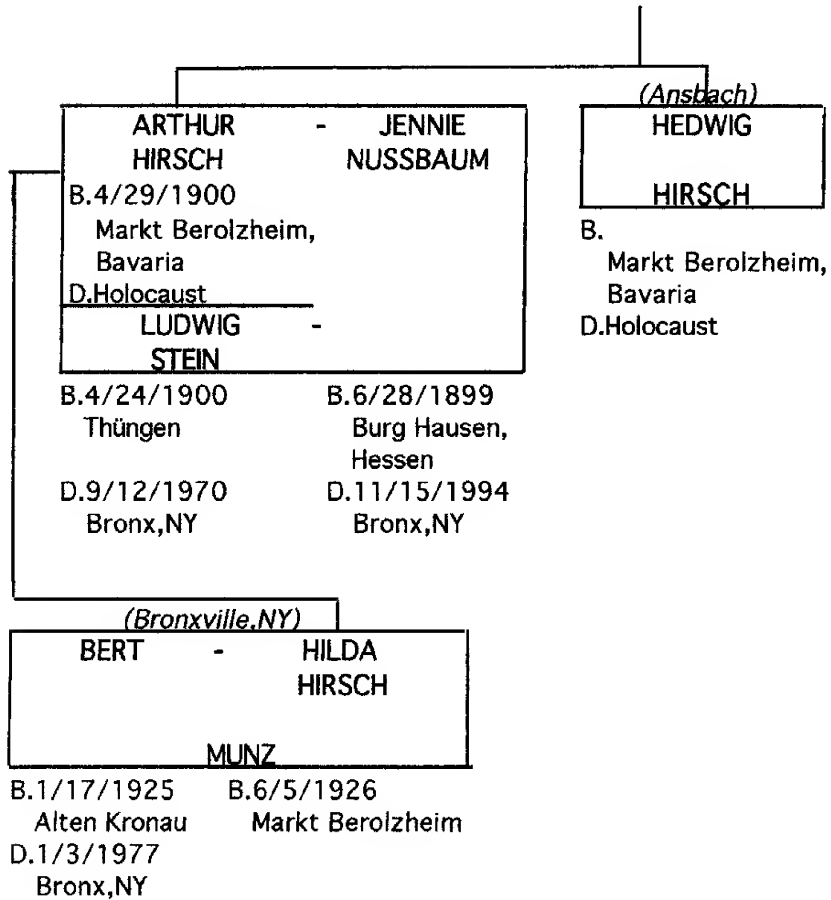 ARTHUR - JENNIE
HIRSCH NUSSBAUM
B.4/29/1900
Markt Berolzheim,
Bavaria
D.Holocaust
LUDWIG -
STEIN
B.4/24/1900 B.6/28/1899
Thüngen Burg Hausen,
Hessen
D.9/12/1970 D.11/15/1994
Bronx,NY Bronx,NY
(Ansbach)
HEDWIG
HIRSCH
B.
Markt Berolzheim,
Bavaria
D.Holocaust
(Bronxville,NY)
BERT - HILDA
HIRSCH
MUNZ
B.1/17/1925 B.6/5/1926
Alten Kronau Markt Berolzheim
D.1/3/1977
Bronx,NY